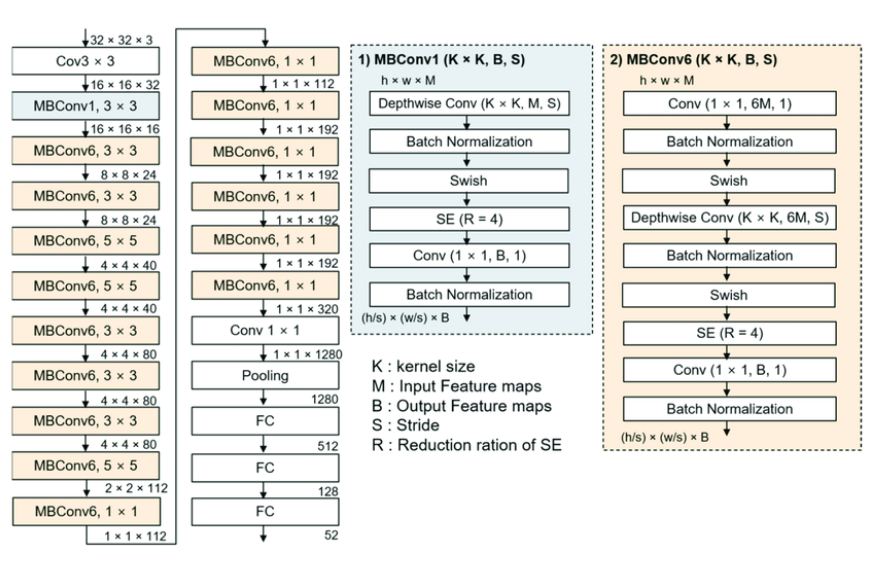 32 × 32 × 3
Cov3 × 3
16 × 16 × 32
MBConv1, 3 × 3
16 × 16 × 16
MBConv6, 3 × 3
8 × 8 × 24
MBConv6, 3 × 3
8 × 8 × 24
MBConv6, 5 × 5
4 × 4 × 40
MBConv6, 5 × 5
4 × 4 × 40
MBConv6, 3 × 3
4 × 4 × 80
MBConv6, 3 × 3
4 × 4 × 80
MBConv6, 3 × 3
4 × 4 × 80
MBConv6, 5 × 5
2 × 2 × 112
MBConv6, 1 × 1
1 × 1 × 112
MBConv6, 1 × 1
1 × 1 × 112
MBConv6, 1 × 1
1 × 1 × 192
MBConv6, 1 × 1
1 × 1 × 192
MBConv6, 1 × 1
1 × 1 × 192
MBConv6, 1 × 1
1 × 1 × 192
MBConv6, 1 × 1
1 × 1 × 320
Conv 1 × 1
1 × 1 × 1280
Pooling
1280
FC
512
FC
128
FC
52
1) MBConv1 (K × K, B, S)
h × w × M
Depthwise Conv (K × K, M, S)
Batch Normalization
Swish
SE (R = 4)
Conv (1 × 1, B, 1)
Batch Normalization
(h/s) × (w/s) × B
K : kernel size
M : Input Feature maps
B : Output Feature maps
S : Stride
R : Reduction ration of SE
2) MBConv6 (K × K, B, S)
h × w × M
Conv (1 × 1, 6M, 1)
Batch Normalization
Swish
Depthwise Conv (K × K, 6M, S)
Batch Normalization
Swish
SE (R = 4)
Conv (1 × 1, B, 1)
Batch Normalization
(h/s) × (w/s) × B